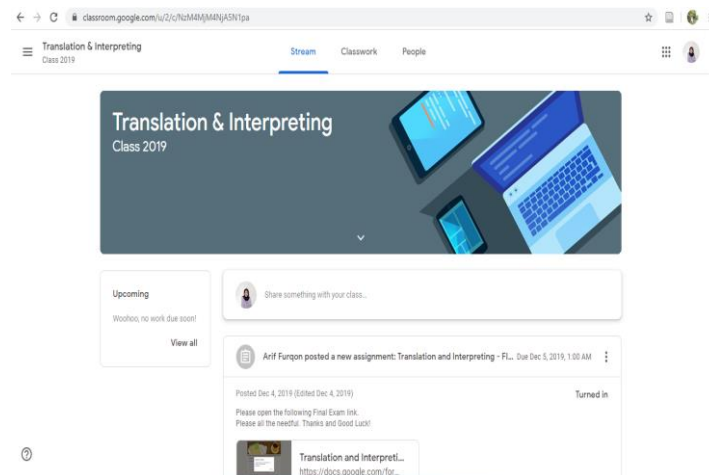 classroom.google.com/u/2/c/NzM4MjM4NjA5N1pa
Translation & Interpreting
Class 2019
Stream
Classwork
People
Translation & Interpreting
Class 2019
Upcoming
Woohoo, no work due soon!
View all
Share something with your class...
Arif Furqon posted a new assignment: Translation and Interpreting - Fi... Due Dec 5, 2019, 1:00 AM
Posted Dec 4, 2019 (Edited Dec 4, 2019)
Turned in
Please open the following Final Exam link.
Please all the needful. Thanks and Good Luck!
Translation and Interpreti...
https://docs.google.com/for...